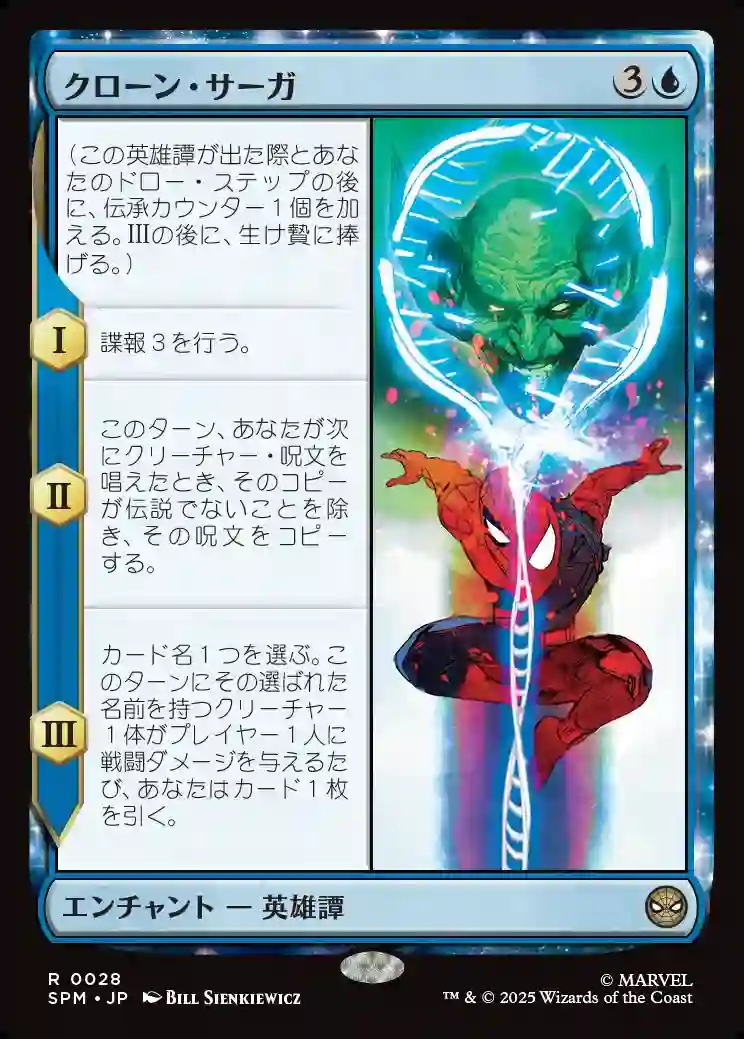 クローン・サーガ 3
（この英雄譚が出た際とあな
たのドロー・ステップの後
に、伝承カウンター１個を加
える。Ⅲの後に、生け贄に捧
げる。）
Ⅰ
諜報３を行う。
Ⅱ
このターン、あなたが次
にクリーチャー・呪文を
唱えたとき、そのコピー
が伝説でないことを除
き、その呪文をコピー
する。
Ⅲ
カード名１つを選ぶ。こ
のターンにその選ばれた
名前を持つクリーチャー
１体がプレイヤー１人に
戦闘ダメージを与えるた
び、あなたはカード１枚
を引く。
エンチャント — 英雄譚
R 0028
SPM • JP BILL SIENKIEWICZ
© MARVEL
™ & © 2025 Wizards of the Coast